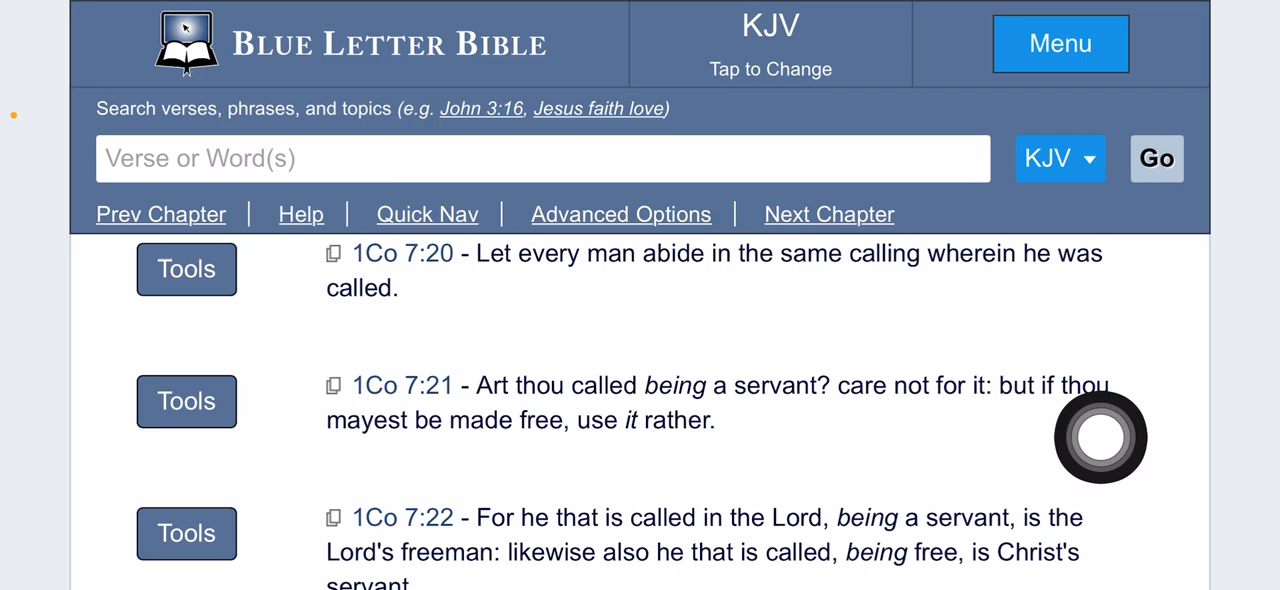 BLUE LETTER BIBLE
KJV
Tap to Change
Menu
Search verses, phrases, and topics (e.g. John 3:16, Jesus faith love)
Verse or Word(s)
KJV
Go
Prev Chapter | Help | Quick Nav | Advanced Options | Next Chapter
Tools
1Co 7:20 - Let every man abide in the same calling wherein he was
called.
Tools
1Co 7:21 - Art thou called being a servant? care not for it: but if thou
mayest be made free, use it rather.
Tools
1Co 7:22 - For he that is called in the Lord, being a servant, is the
Lord's freeman: likewise also he that is called, being free, is Christ's
servant